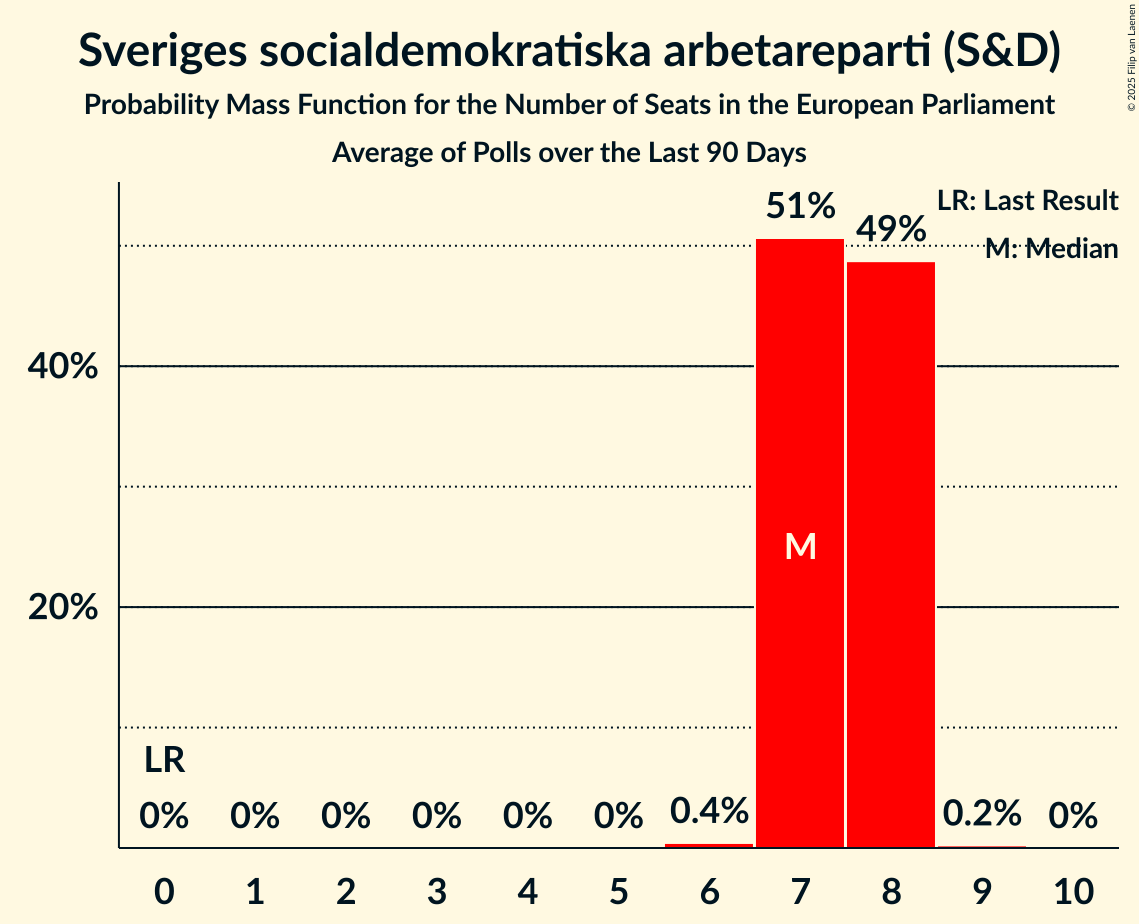 Sveriges socialdemokratiska arbetareparti (S&D)
Probability Mass Function for the Number of Seats in the European Parliament
Average of Polls over the Last 90 Days
© 2025 Filip van Laenen
LR: Last Result
M: Median
51%
49%
40%
20%
M
LR
0%
0%
0%
0%
0%
0%
0.4%
0.2%
0%
0 1 2 3 4 5 6 7 8 9 10